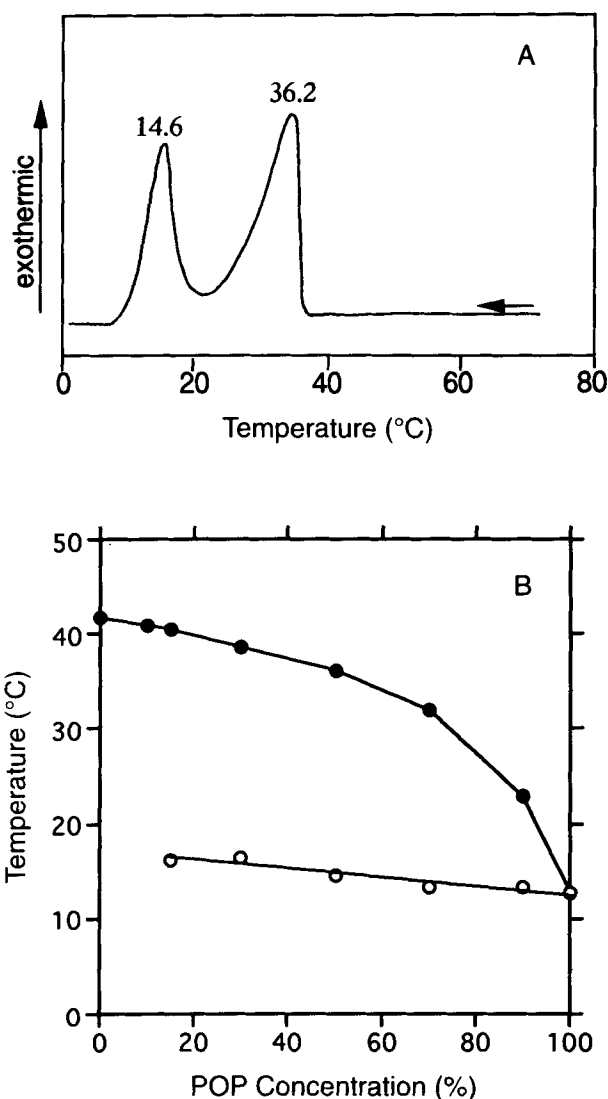 A
36.2
14.6
exothermic
0 20 40 60 80
Temperature (°C)
B
50
40
30
20
10
0
Temperature (°C)
0 20 40 60 80 100
POP Concentration (%)